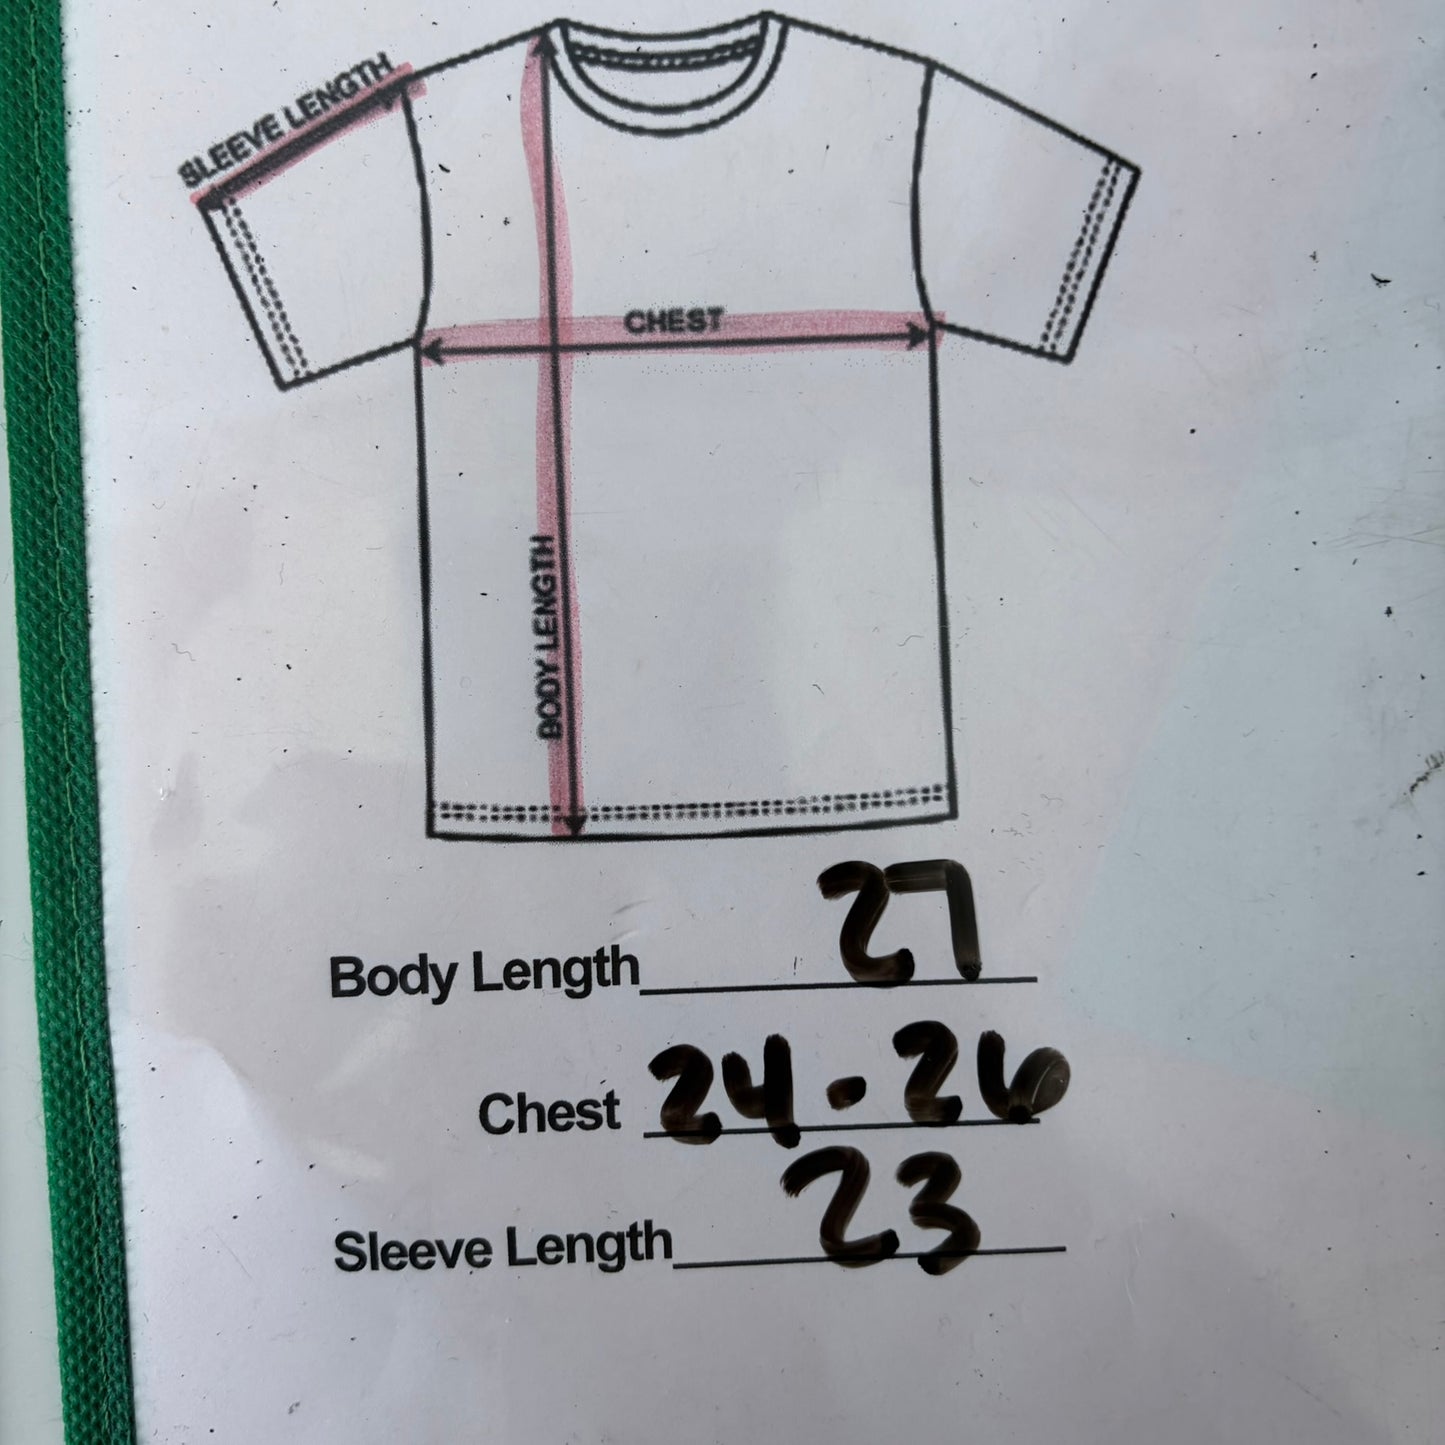 SLEEVE LENGTH
CHEST
BODY LENGTH
Body Length 27
Chest 24 - 26
Sleeve Length 23